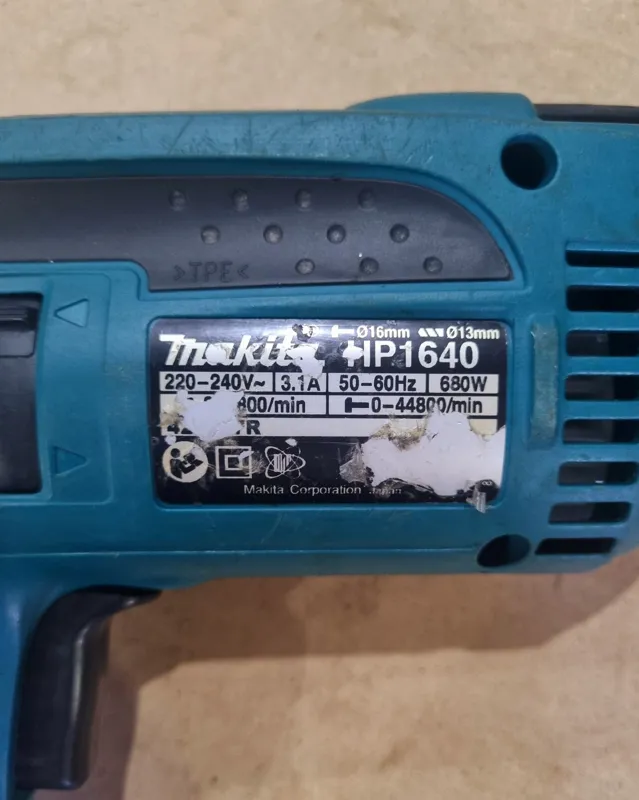 >TPE<
Ø16mm Ø13mm
makita HP1640
220-240V~ 3.1A 50-60Hz 680W
800/min 0-44800/min
R
Makita Corporation Japan